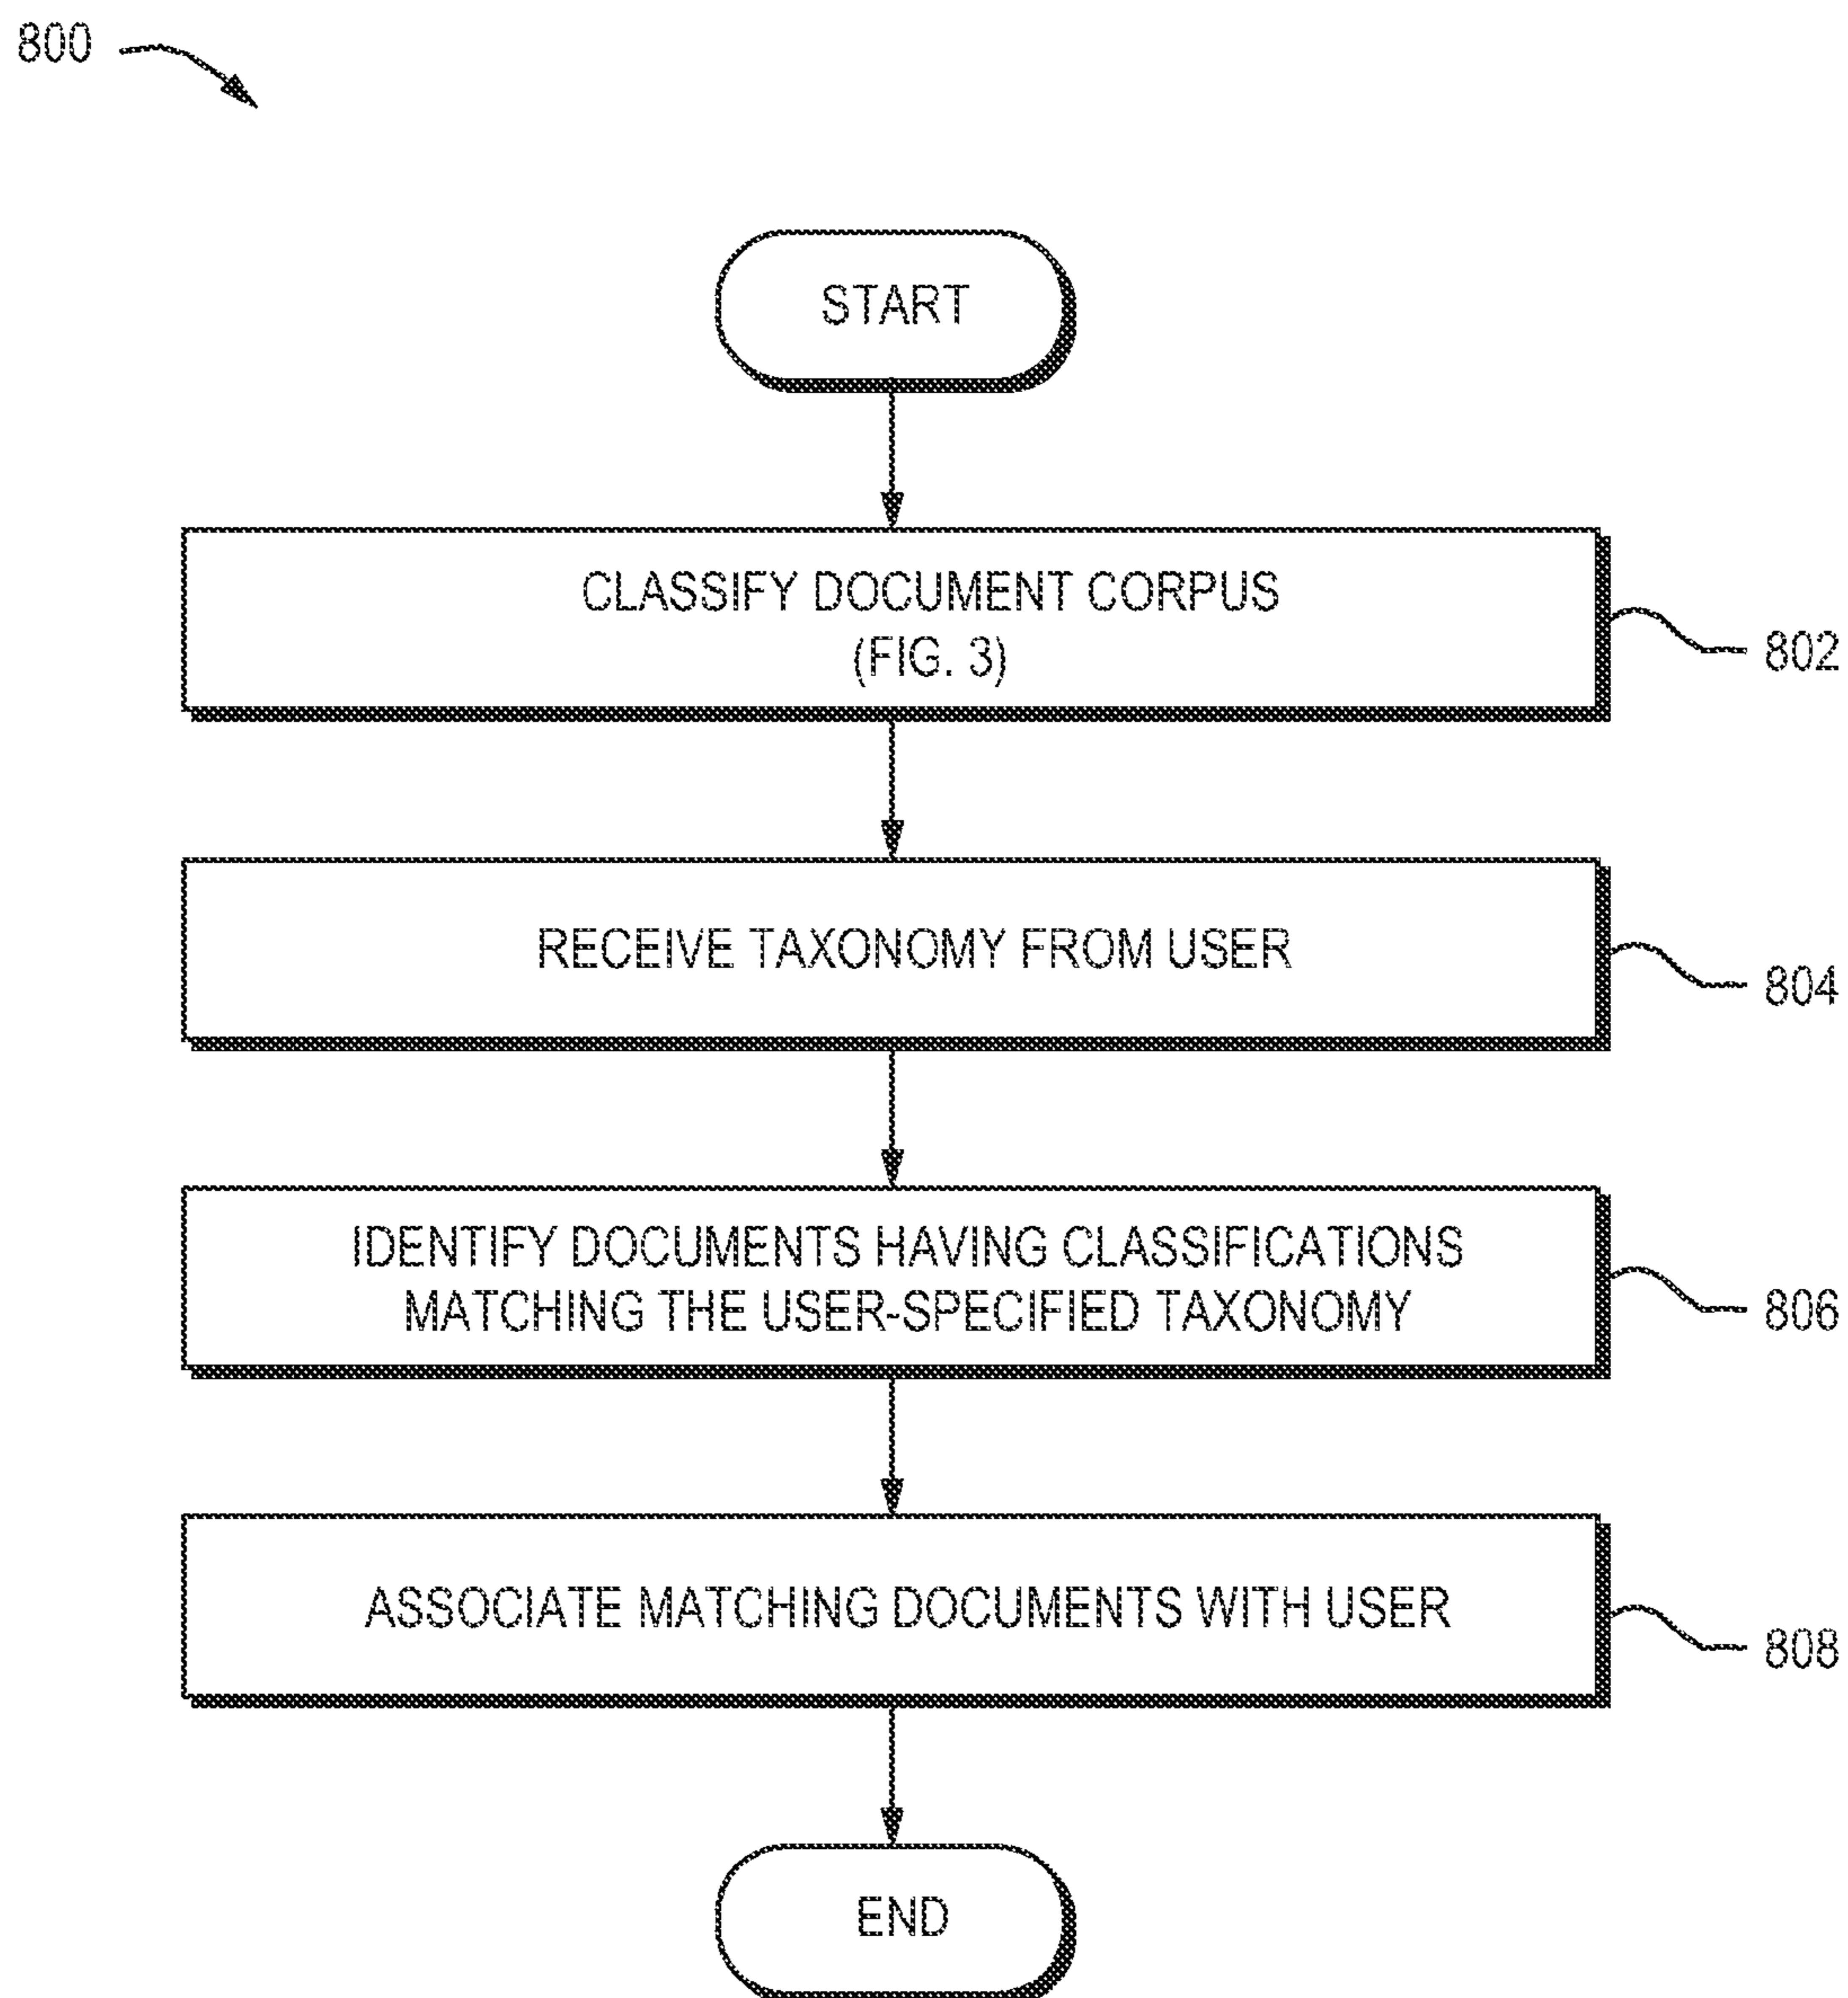 800
START
CLASSIFY DOCUMENT CORPUS
(FIG. 3)
802
RECEIVE TAXONOMY FROM USER
804
IDENTIFY DOCUMENTS HAVING CLASSIFICATIONS
MATCHING THE USER-SPECIFIED TAXONOMY
806
ASSOCIATE MATCHING DOCUMENTS WITH USER
808
END